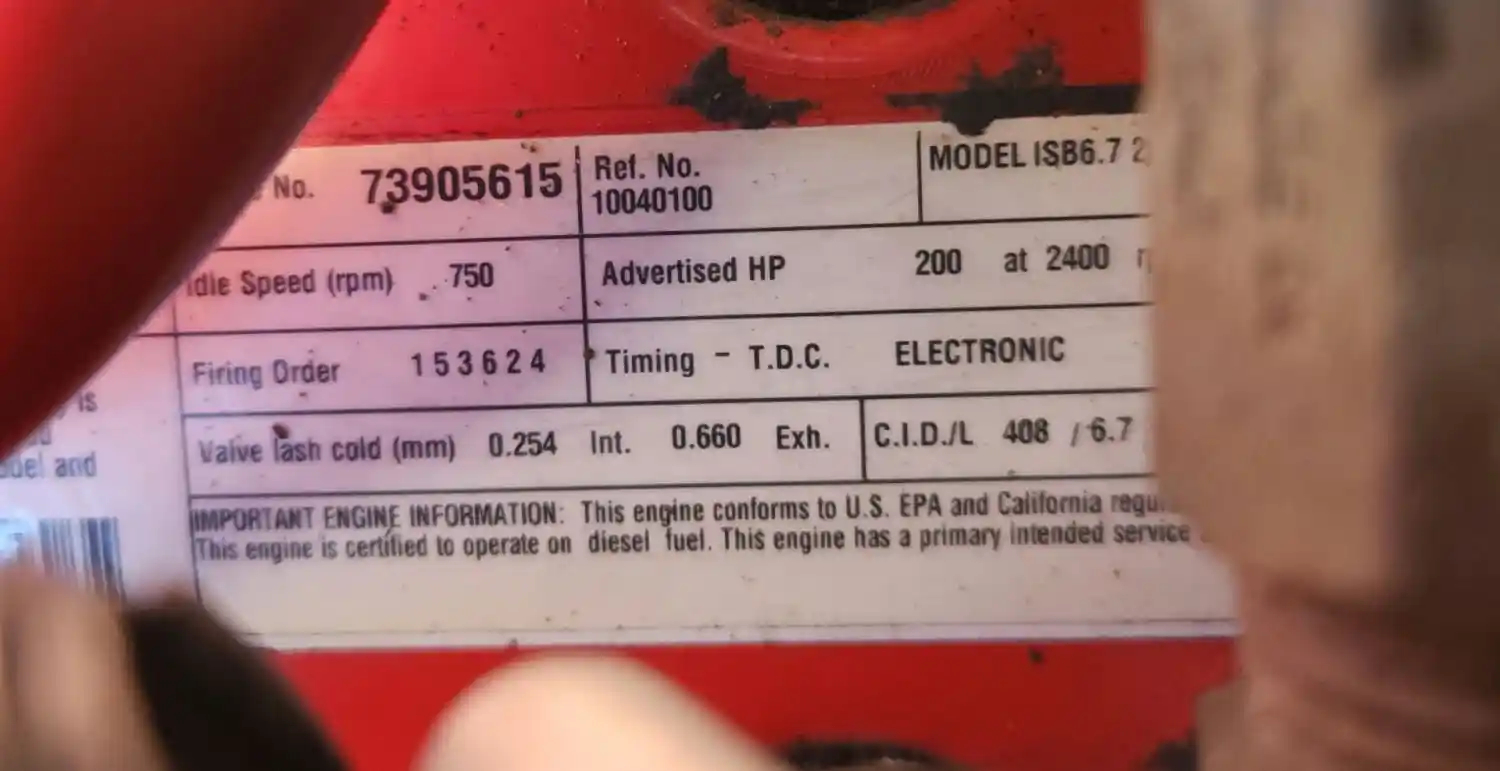 No. 73905615
Ref. No.
10040100
MODEL ISB6.7 2
Idle Speed (rpm) 750
Advertised HP 200 at 2400
Firing Order 1 5 3 6 2 4
Timing - T.D.C. ELECTRONIC
is
Valve lash cold (mm) 0.254 Int. 0.660 Exh.
C.I.D./L 408 / 6.7
and
IMPORTANT ENGINE INFORMATION: This engine conforms to U.S. EPA and California
This engine is certified to operate on diesel fuel. This engine has a primary intended service